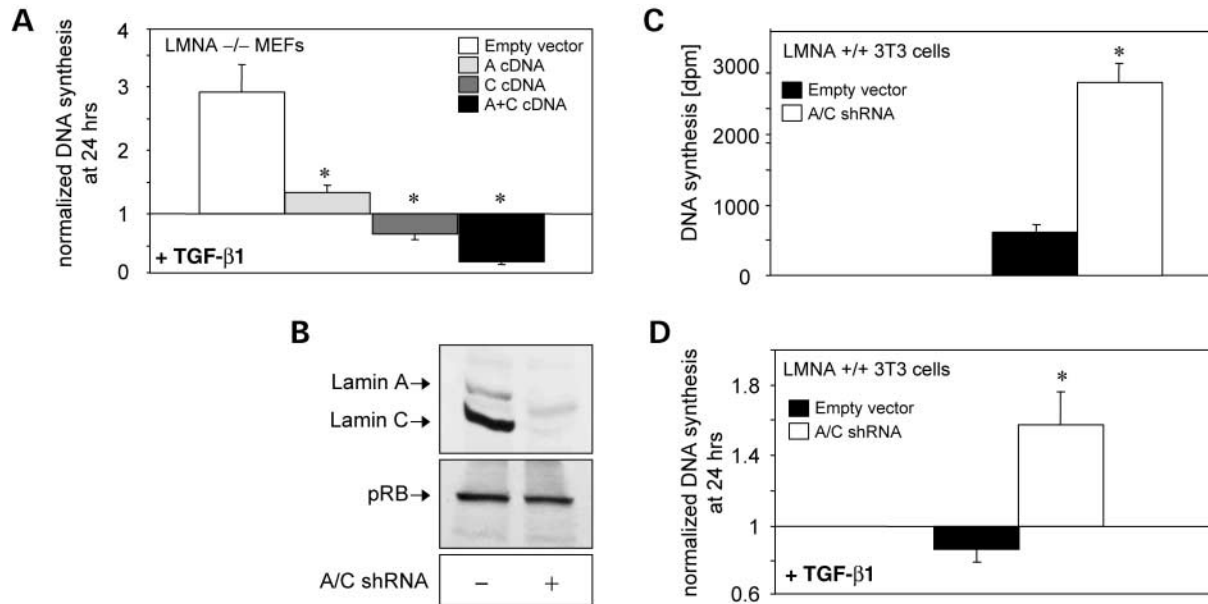 A
normalized DNA synthesis
at 24 hrs
4
3
2
1
0
LMNA –/– MEFs
Empty vector
A cDNA
C cDNA
A+C cDNA
*
*
*
+ TGF-β1
B
Lamin A→
Lamin C→
pRB→
A/C shRNA – +
C
DNA synthesis [dpm]
3000
2000
1000
0
LMNA +/+ 3T3 cells
Empty vector
A/C shRNA
*
D
normalized DNA synthesis
at 24 hrs
1.8
1.4
1
0.6
LMNA +/+ 3T3 cells
Empty vector
A/C shRNA
*
+ TGF-β1